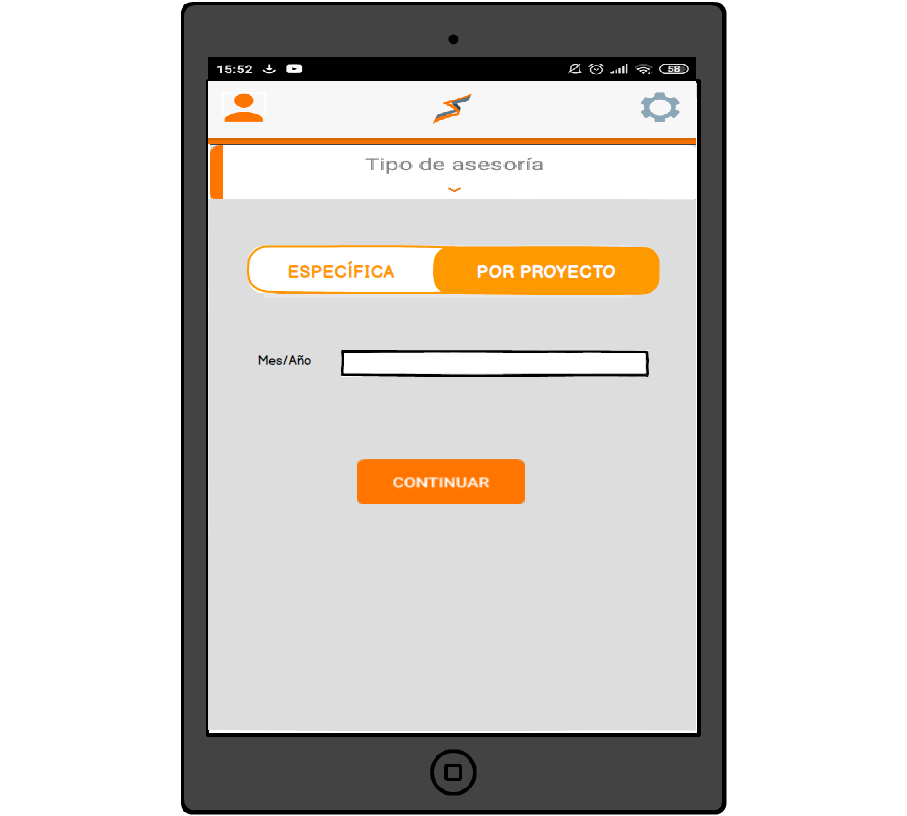 15:52
58
Tipo de asesoría
ESPECÍFICA
POR PROYECTO
Mes/Año
CONTINUAR